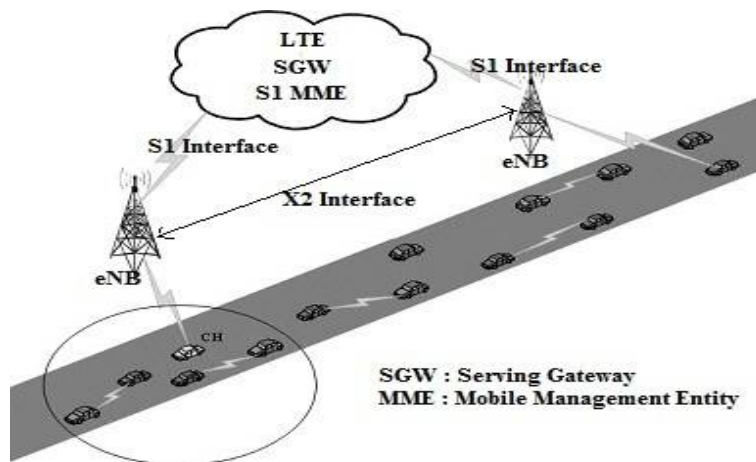 LTE
SGW
S1 MME
S1 Interface
eNB
S1 Interface
X2 Interface
eNB
CH
SGW : Serving Gateway
MME : Mobile Management Entity